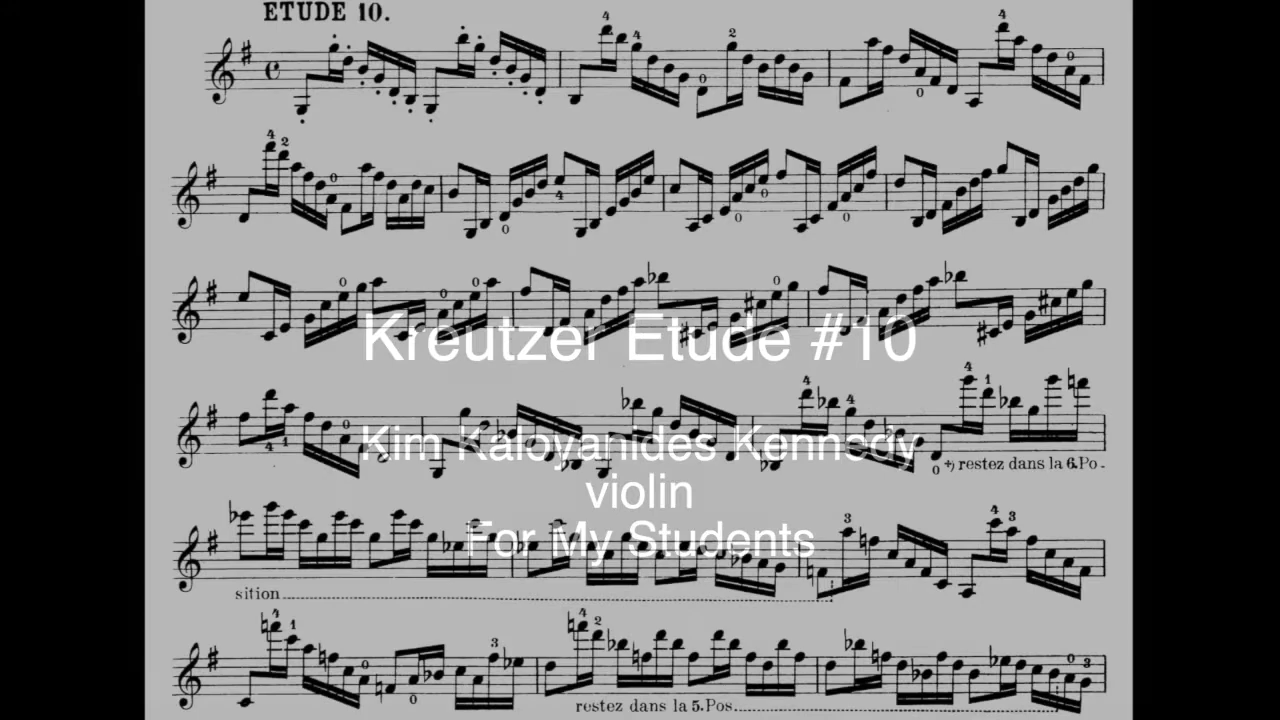 ETUDE 10.
Kreutzer Etude #10
Kim Kaloyanides Kennedy
+) restez dans la 6.Po-
violin
For My Students
sition
restez dans la 5.Pos.